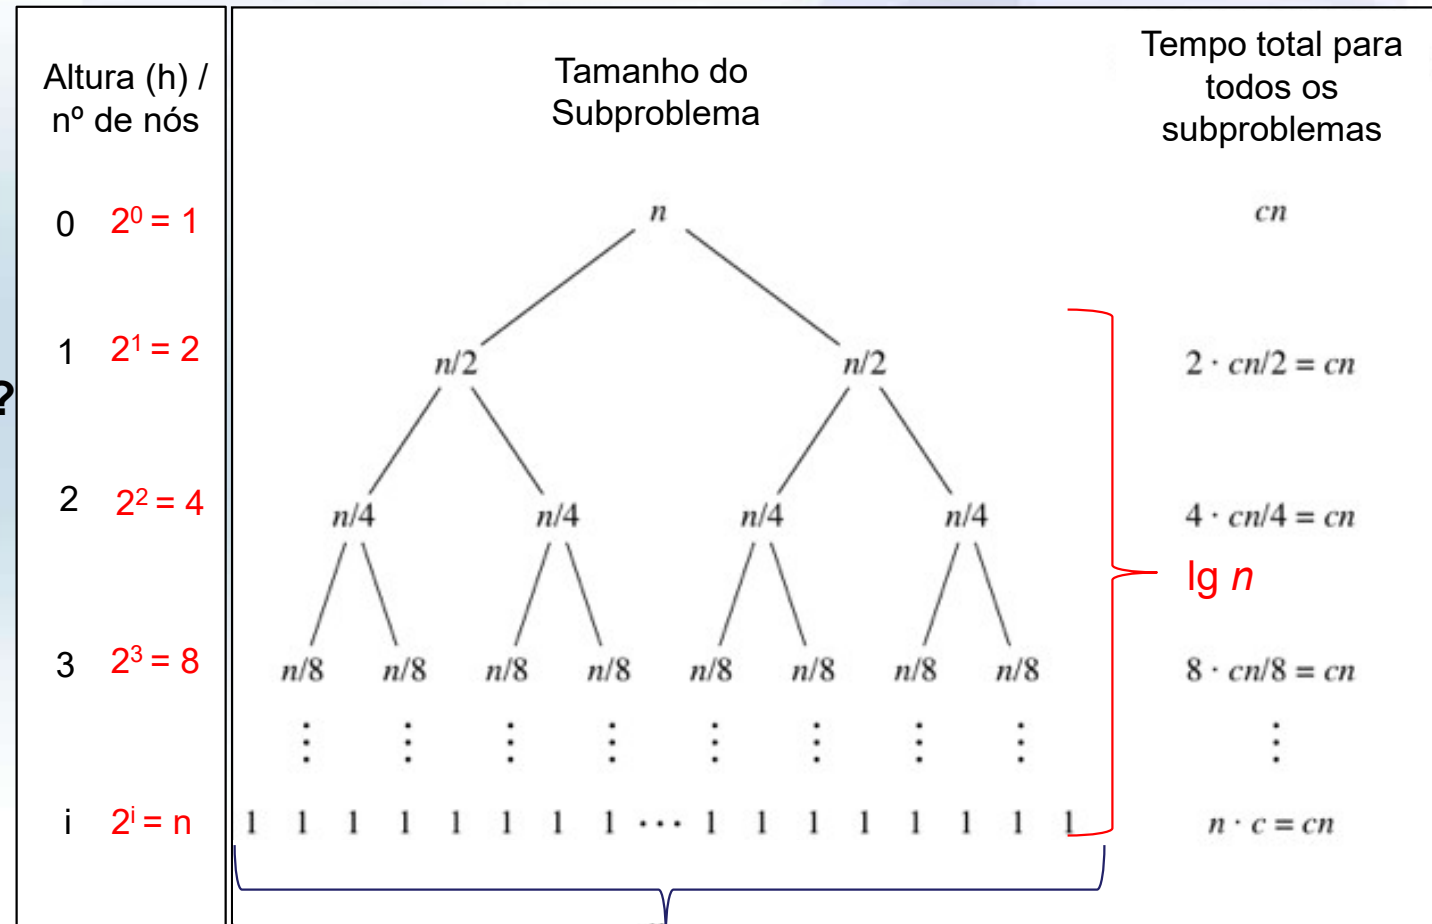 Altura (h) /
nº de nós
Tamanho do
Subproblema
Tempo total para
todos os
subproblemas
0 2⁰ = 1 n cn
1 2¹ = 2 n/2 n/2 2 · cn/2 = cn
?
2 2² = 4 n/4 n/4 n/4 n/4 4 · cn/4 = cn
lg n
3 2³ = 8 n/8 n/8 n/8 n/8 n/8 n/8 n/8 n/8 8 · cn/8 = cn
i 2ⁱ = n 1 1 1 1 1 1 1 1 ··· 1 1 1 1 1 1 1 1 n · c = cn